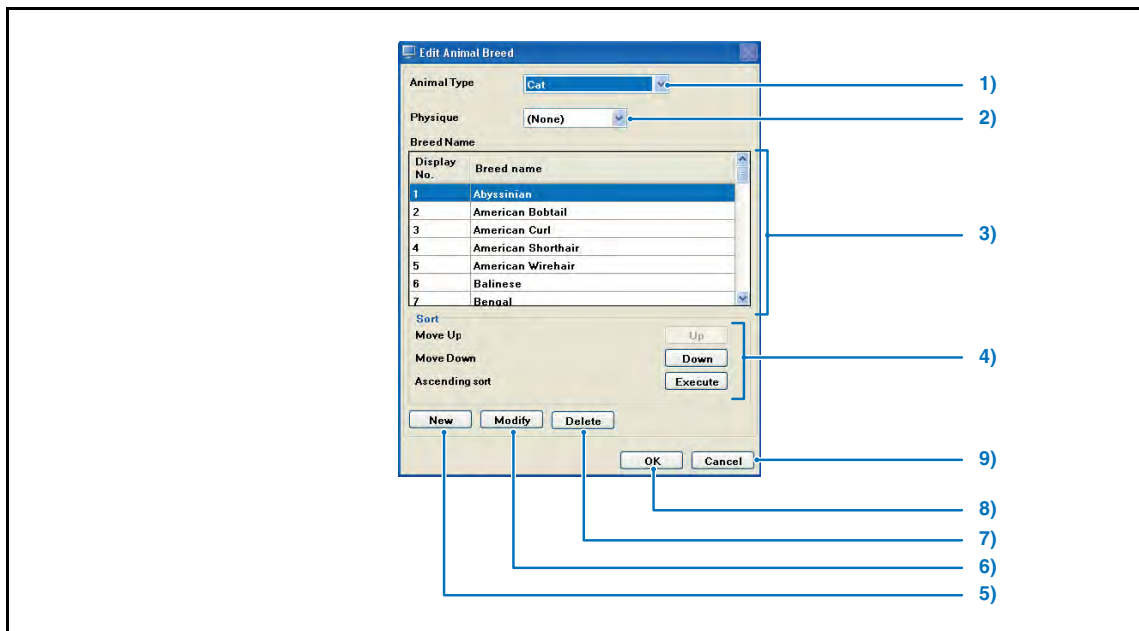 Edit Animal Breed
Animal Type Cat 1)
Physique (None) 2)
Breed Name
Display No. Breed name
1 Abyssinian
2 American Bobtail
3 American Curl 3)
4 American Shorthair
5 American Wirehair
6 Balinese
7 Bengal
Sort
Move Up Up
Move Down Down 4)
Ascending sort Execute
New Modify Delete
OK Cancel 9)
8)
7)
6)
5)